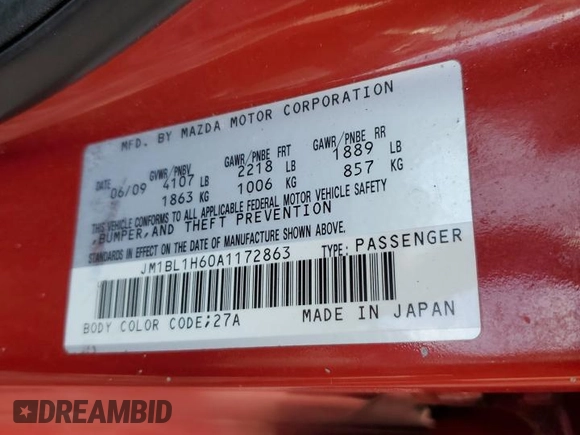 MFD. BY MAZDA MOTOR CORPORATION
DATE GVWR/PNBV GAWR/PNBE FRT GAWR/PNBE RR
06/09 4107 LB 2218 LB 1889 LB
1863 KG 1006 KG 857 KG
THIS VEHICLE CONFORMS TO ALL APPLICABLE FEDERAL MOTOR VEHICLE SAFETY
,BUMPER,AND THEFT PREVENTION
STANDARDS IN EFFECT ON THE DATE OF MANUFACTURE SHOWN ABOVE.
JM1BL1H60A1172863 TYPE: PASSENGER
BODY COLOR CODE;27A MADE IN JAPAN
DREAMBID